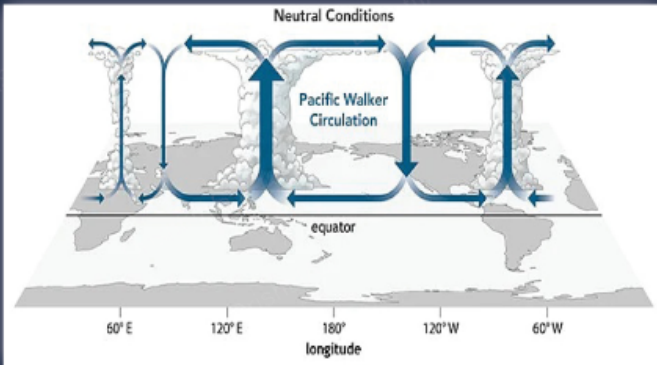 Neutral Conditions
Pacific Walker
Circulation
equator
60° E
120° E
180°
120° W
60° W
longitude